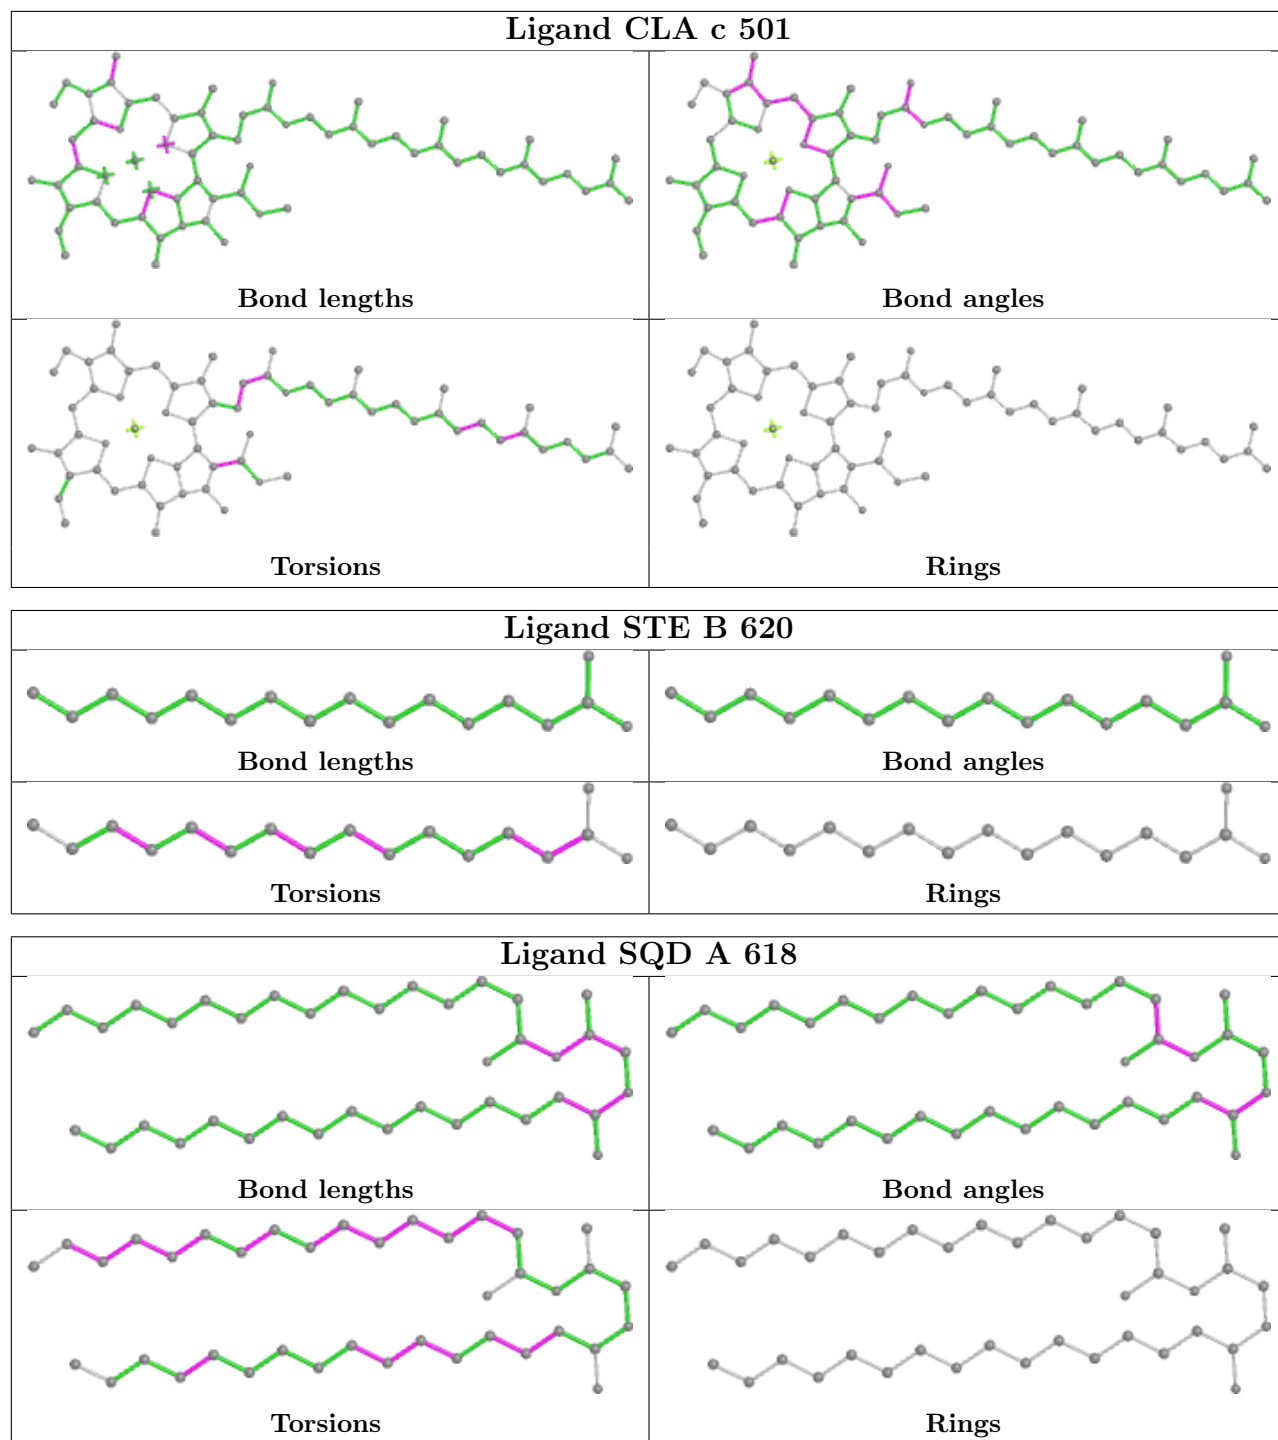 Ligand CLA c 501
Bond lengths
Bond angles
Torsions
Rings
Ligand STE B 620
Bond lengths
Bond angles
Torsions
Rings
Ligand SQD A 618
Bond lengths
Bond angles
Torsions
Rings